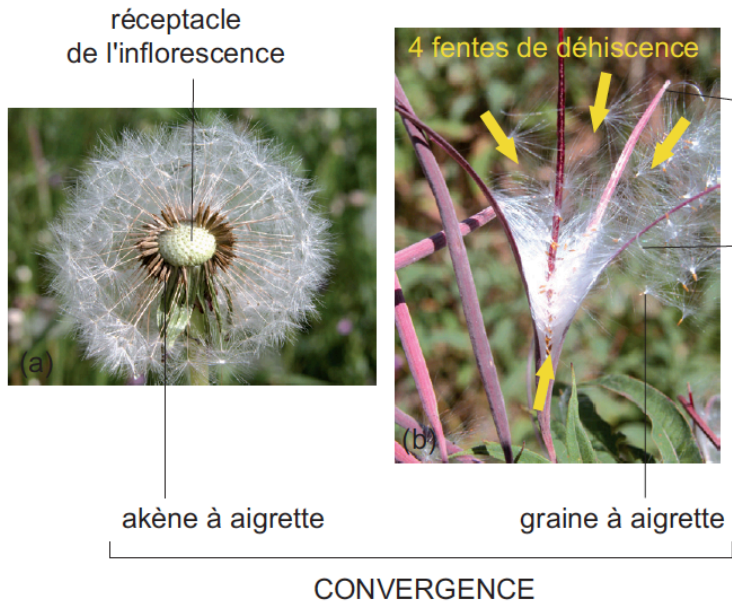 réceptacle
de l'inflorescence
4 fentes de déhiscence
(a)
(b)
akène à aigrette
graine à aigrette
CONVERGENCE